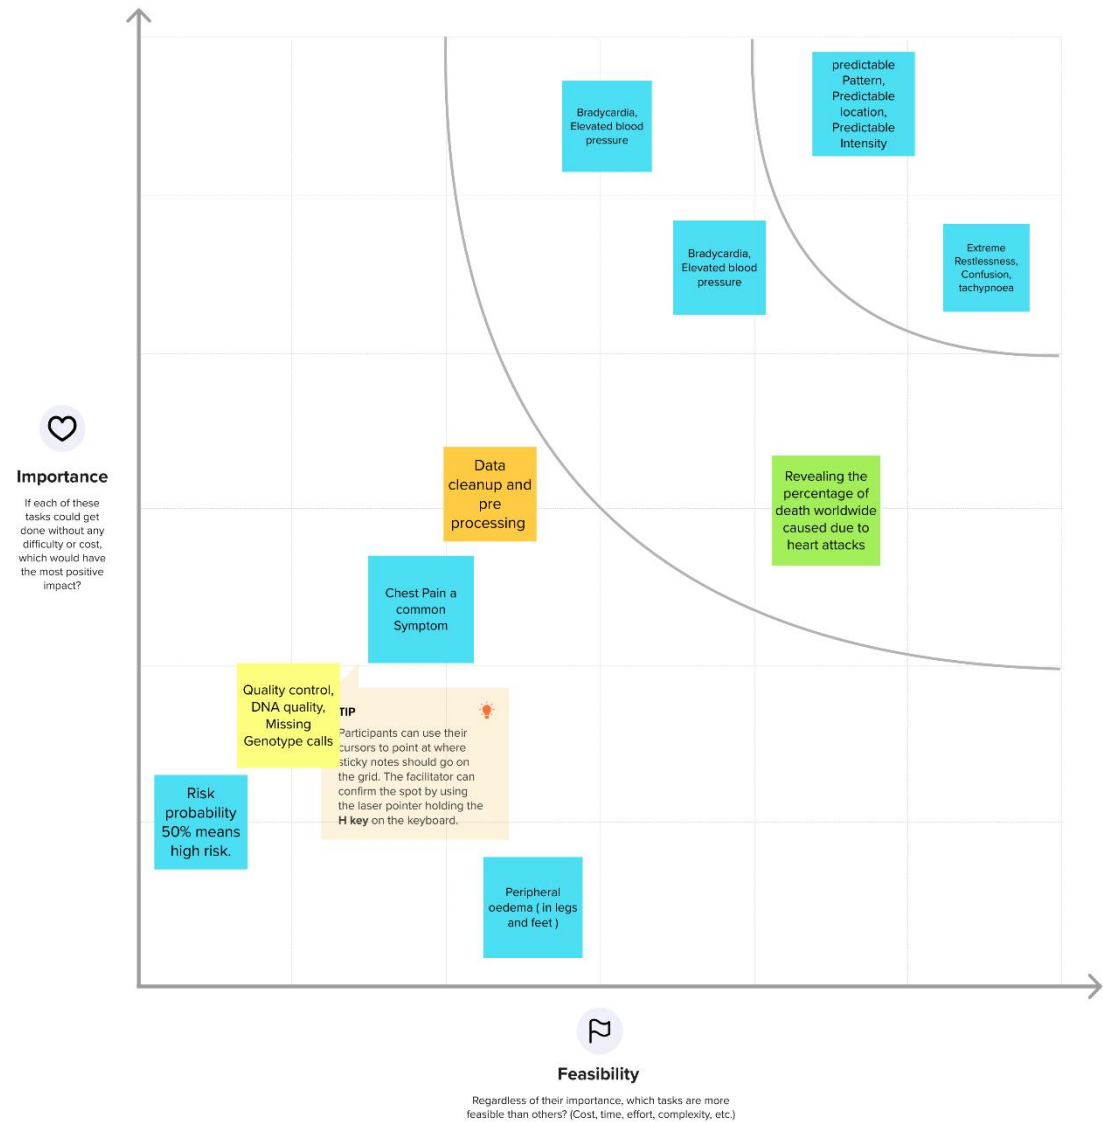 predictable
Pattern,
Predictable
location,
Predictable
Intensity
Bradycardia,
Elevated blood
pressure
Extreme
Restlessness,
Confusion,
tachypnoea
Bradycardia,
Elevated blood
pressure
Importance
If each of these
tasks could get
done without any
difficulty or cost,
which would have
the most positive
impact?
Data
cleanup and
pre
processing
Revealing the
percentage of
death worldwide
caused due to
heart attacks
Chest Pain a
common
Symptom
Quality control,
DNA quality,
Missing
Genotype calls
TIP
Participants can use their
cursors to point at where
sticky notes should go on
the grid. The facilitator can
confirm the spot by using
the laser pointer holding the
H key on the keyboard.
Risk
probability
50% means
high risk.
Peripheral
oedema ( in legs
and feet )
Feasibility
Regardless of their importance, which tasks are more
feasible than others? (Cost, time, effort, complexity, etc.)